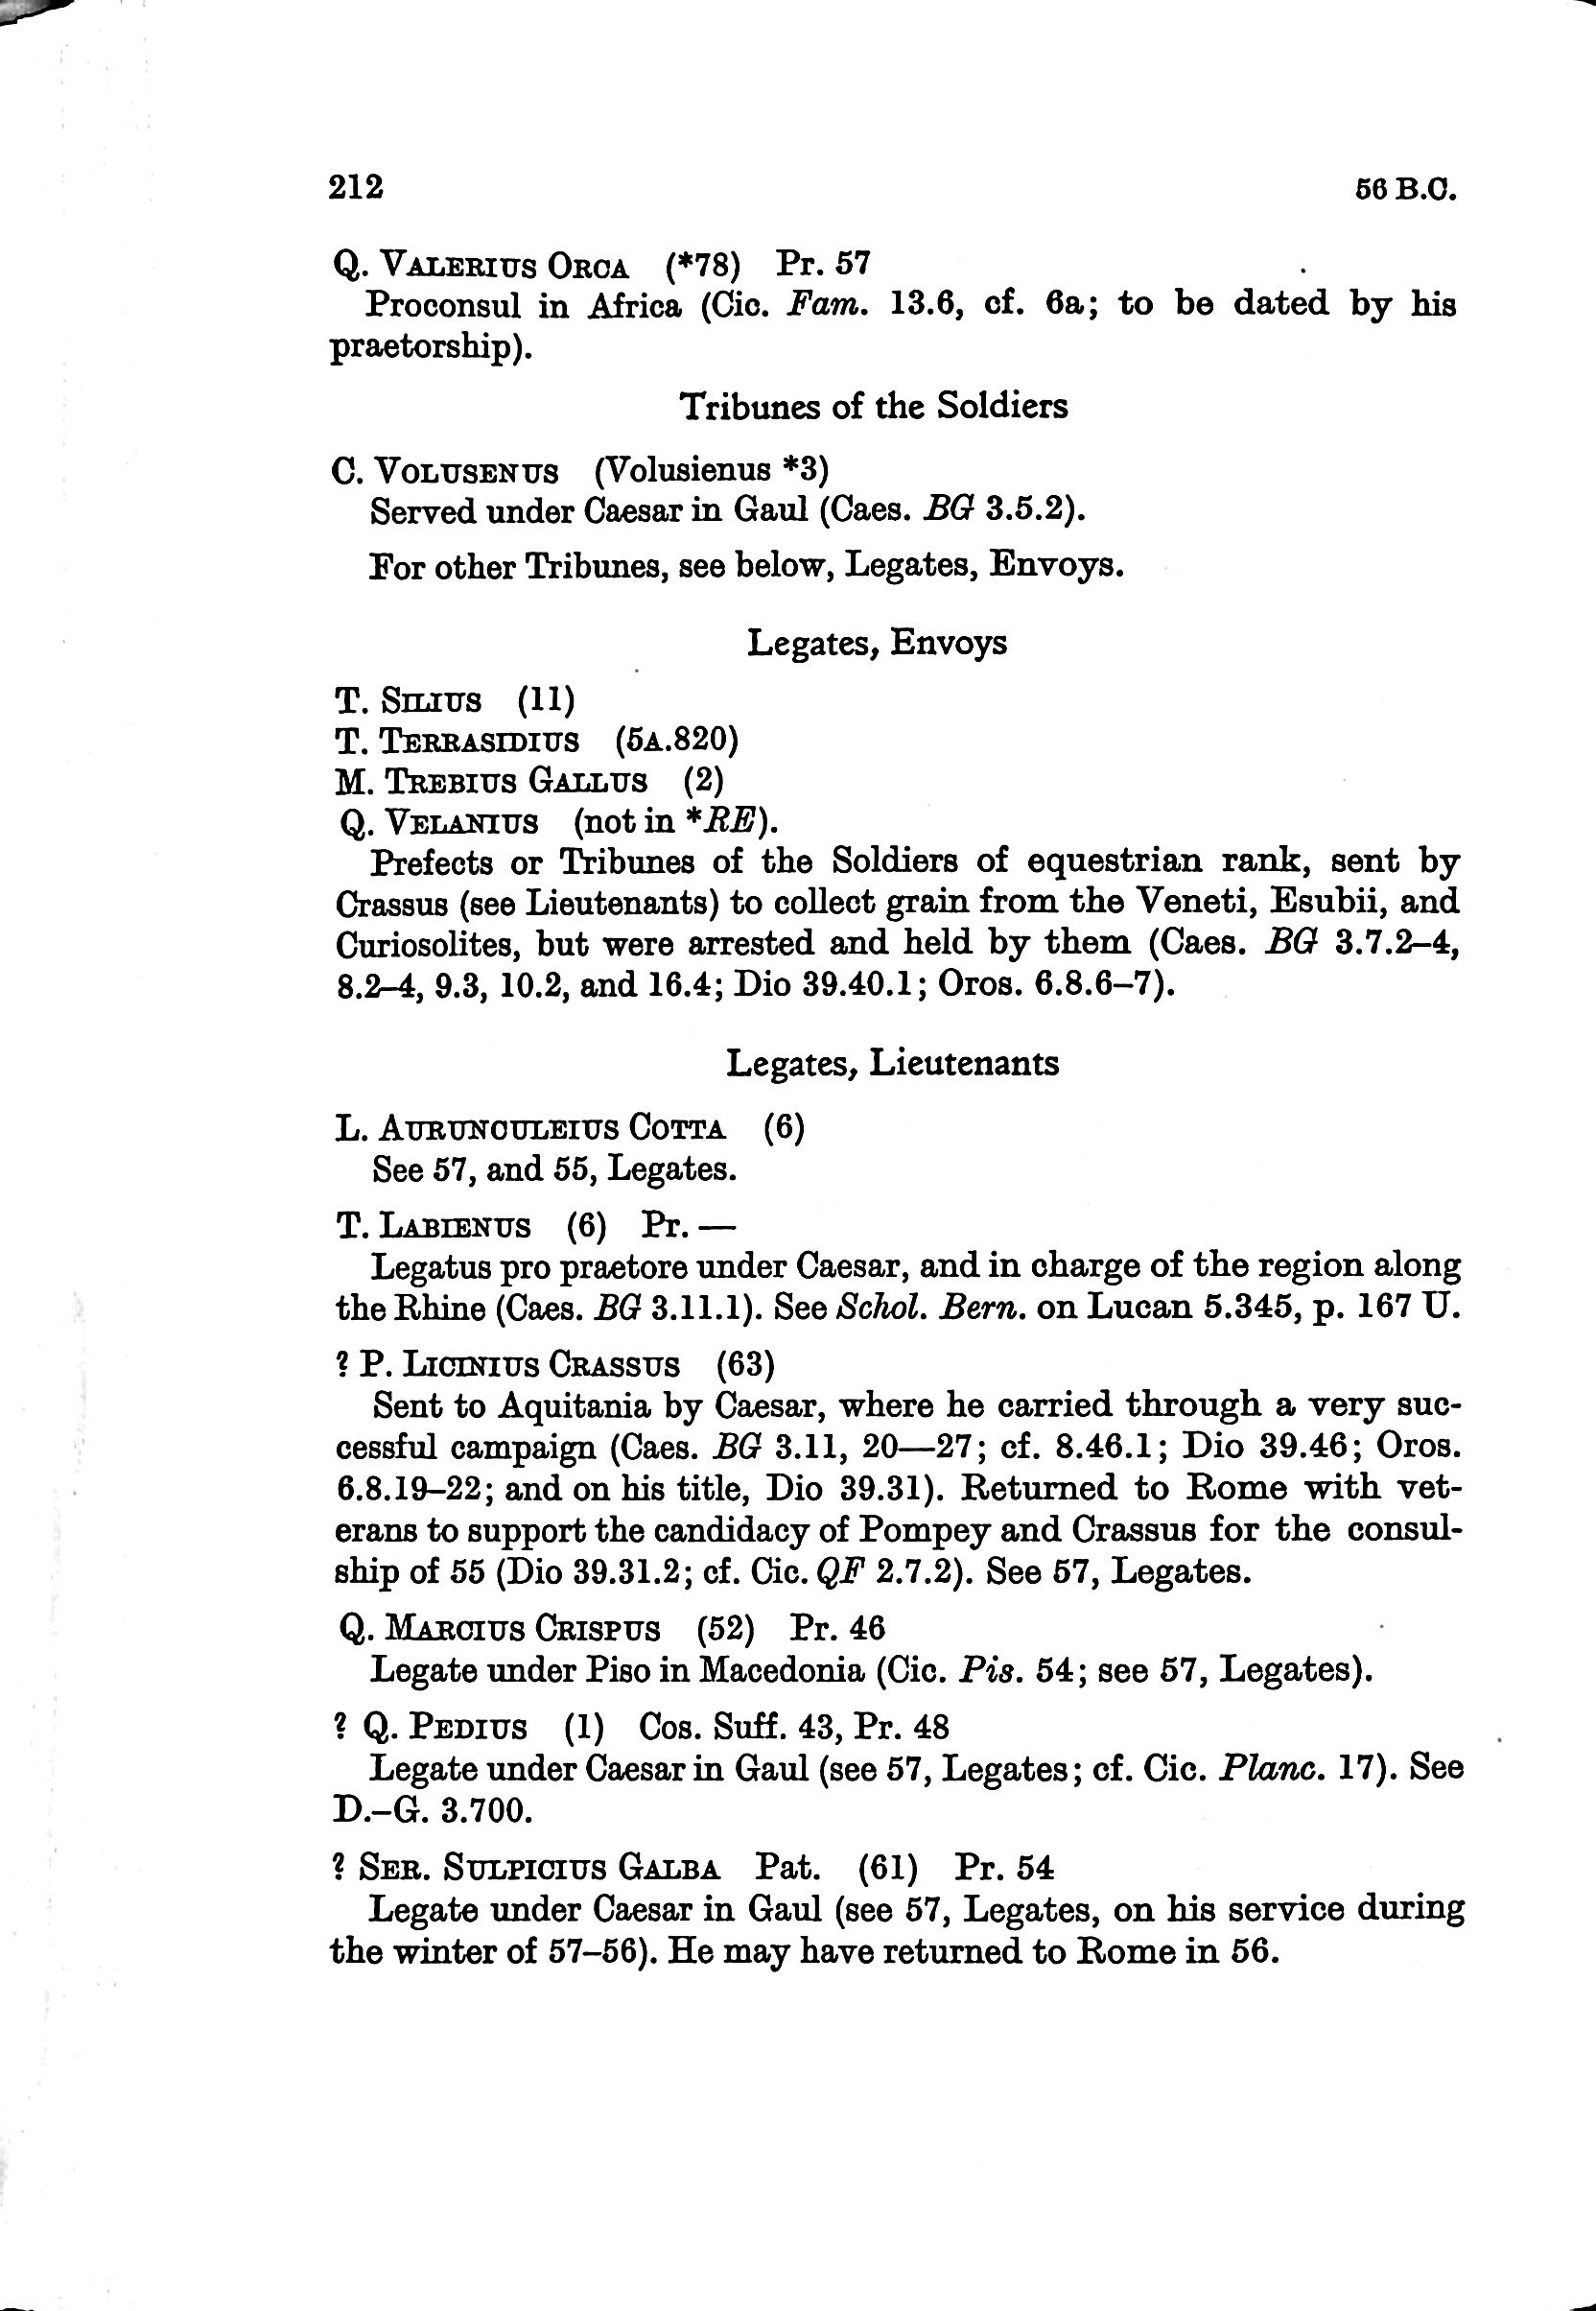 212 56 B.C.
Q. VALERIUS ORCA (*78) Pr. 57
Proconsul in Africa (Cic. Fam. 13.6, cf. 6a; to be dated by his
praetorship).
Tribunes of the Soldiers
C. VOLUSENUS (Volusienus *3)
Served under Caesar in Gaul (Caes. BG 3.5.2).
For other Tribunes, see below, Legates, Envoys.
Legates, Envoys
T. SILIUS (11)
T. TERRASIDIUS (5A.820)
M. TREBIUS GALLUS (2)
Q. VELANIUS (not in *RE).
Prefects or Tribunes of the Soldiers of equestrian rank, sent by
Crassus (see Lieutenants) to collect grain from the Veneti, Esubii, and
Curiosolites, but were arrested and held by them (Caes. BG 3.7.2–4,
8.2–4, 9.3, 10.2, and 16.4; Dio 39.40.1; Oros. 6.8.6–7).
Legates, Lieutenants
L. AURUNCULEIUS COTTA (6)
See 57, and 55, Legates.
T. LABIENUS (6) Pr. —
Legatus pro praetore under Caesar, and in charge of the region along
the Rhine (Caes. BG 3.11.1). See Schol. Bern. on Lucan 5.345, p. 167 U.
? P. LICINIUS CRASSUS (63)
Sent to Aquitania by Caesar, where he carried through a very suc-
cessful campaign (Caes. BG 3.11, 20—27; cf. 8.46.1; Dio 39.46; Oros.
6.8.19–22; and on his title, Dio 39.31). Returned to Rome with vet-
erans to support the candidacy of Pompey and Crassus for the consul-
ship of 55 (Dio 39.31.2; cf. Cic. QF 2.7.2). See 57, Legates.
Q. MARCIUS CRISPUS (52) Pr. 46
Legate under Piso in Macedonia (Cic. Pis. 54; see 57, Legates).
? Q. PEDIUS (1) Cos. Suff. 43, Pr. 48
Legate under Caesar in Gaul (see 57, Legates; cf. Cic. Planc. 17). See
D.–G. 3.700.
? SER. SULPICIUS GALBA Pat. (61) Pr. 54
Legate under Caesar in Gaul (see 57, Legates, on his service during
the winter of 57–56). He may have returned to Rome in 56.